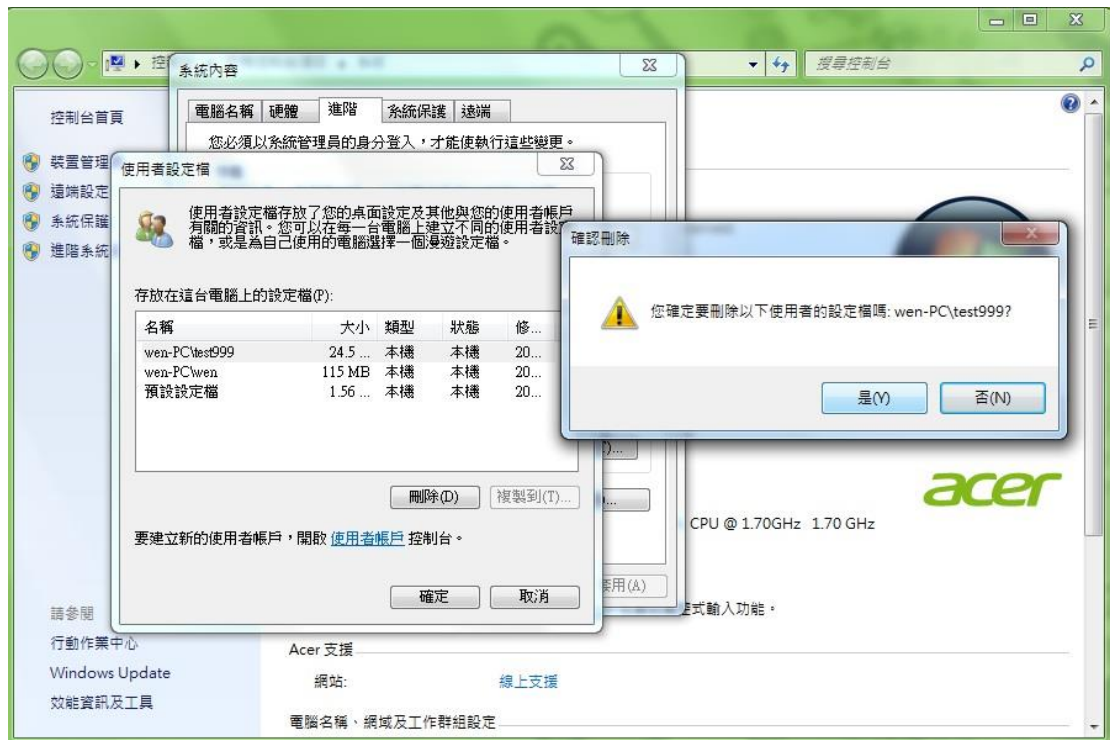 控
搜尋控制台
系統內容
電腦名稱 硬體 進階 系統保護 遠端
您必須以系統管理員的身分登入，才能使執行這些變更。
控制台首頁
裝置管理
遠端設定
系統保護
進階系統
使用者設定檔
使用者設定檔存放了您的桌面設定及其他與您的使用者帳戶
有關的資訊。您可以在每一台電腦上建立不同的使用者設
檔，或是為自己使用的電腦選擇一個漫遊設定檔。
存放在這台電腦上的設定檔(P):
名稱 大小 類型 狀態 修...
wen-PC\test999 24.5 ... 本機 本機 20...
wen-PC\wen 115 MB 本機 本機 20...
預設設定檔 1.56 ... 本機 本機 20...
刪除(D) 複製到(T)...
要建立新的使用者帳戶，開啟 使用者帳戶 控制台。
確定 取消
確認刪除
您確定要刪除以下使用者的設定檔嗎: wen-PC\test999?
是(Y) 否(N)
acer
CPU @ 1.70GHz 1.70 GHz
用(A)
式輸入功能。
請參閱
行動作業中心
Windows Update
效能資訊及工具
Acer 支援
網站: 線上支援
電腦名稱、網域及工作群組設定